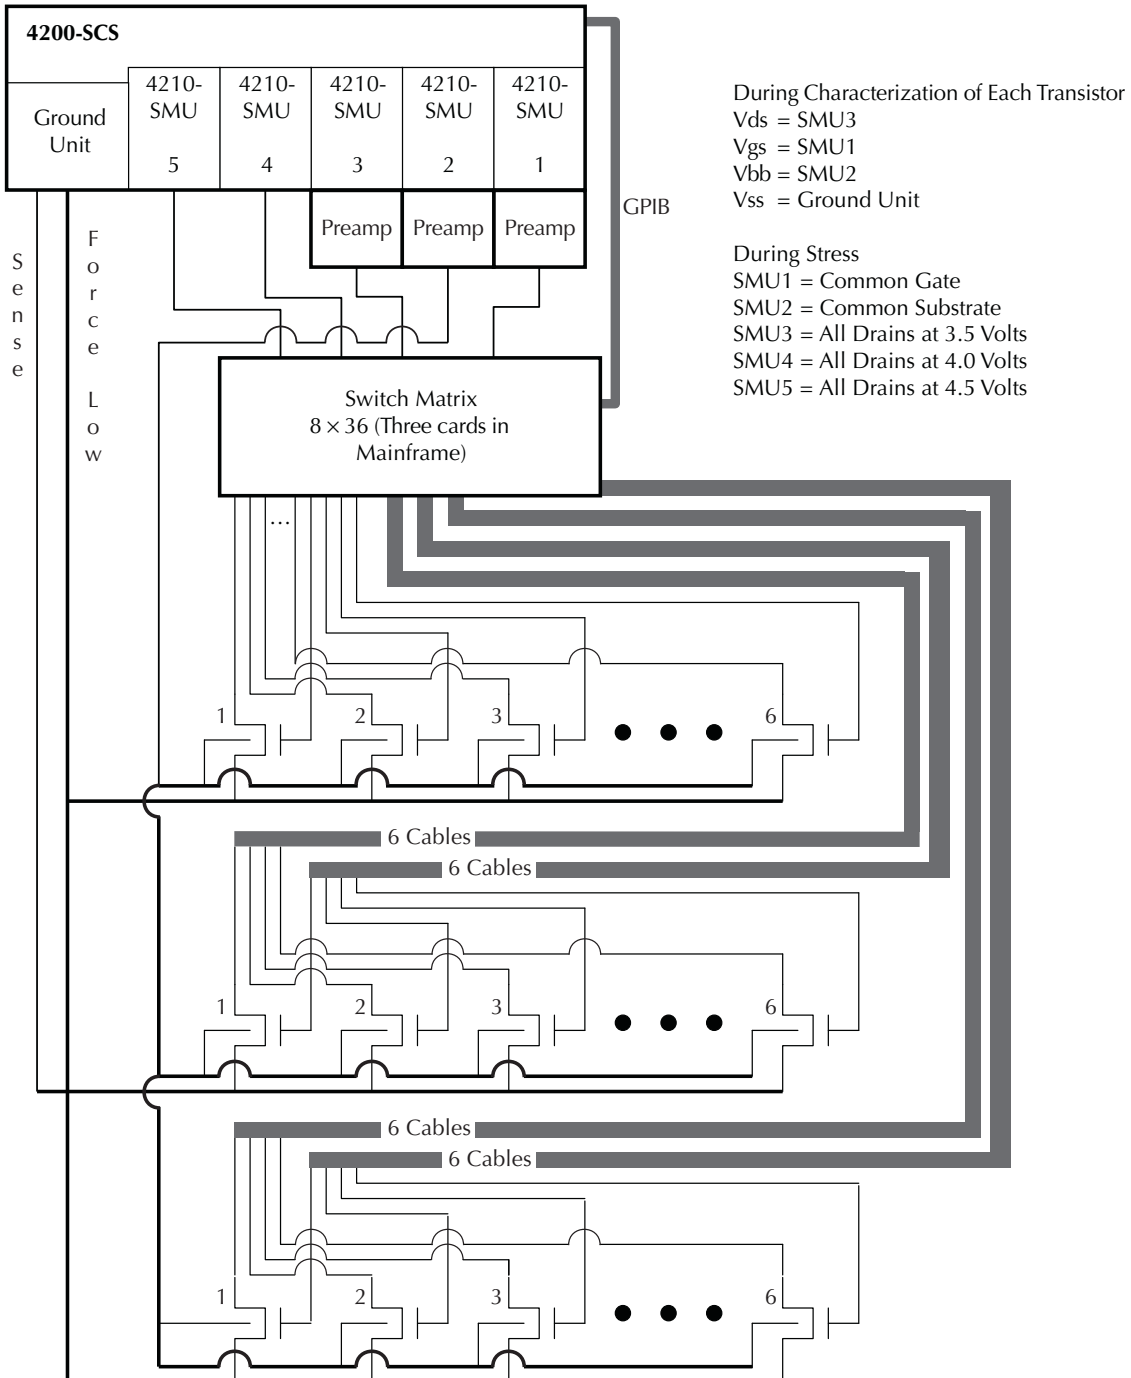 4200-SCS
Ground
Unit
4210-
SMU
5
4210-
SMU
4
4210-
SMU
3
4210-
SMU
2
4210-
SMU
1
Preamp
Preamp
Preamp
GPIB
During Characterization of Each Transistor
Vds = SMU3
Vgs = SMU1
Vbb = SMU2
Vss = Ground Unit
During Stress
SMU1 = Common Gate
SMU2 = Common Substrate
SMU3 = All Drains at 3.5 Volts
SMU4 = All Drains at 4.0 Volts
SMU5 = All Drains at 4.5 Volts
Sense
Force Low
Switch Matrix
8 × 36 (Three cards in
Mainframe)
...
1
2
3
6
6 Cables
6 Cables
1
2
3
6
6 Cables
6 Cables
1
2
3
6